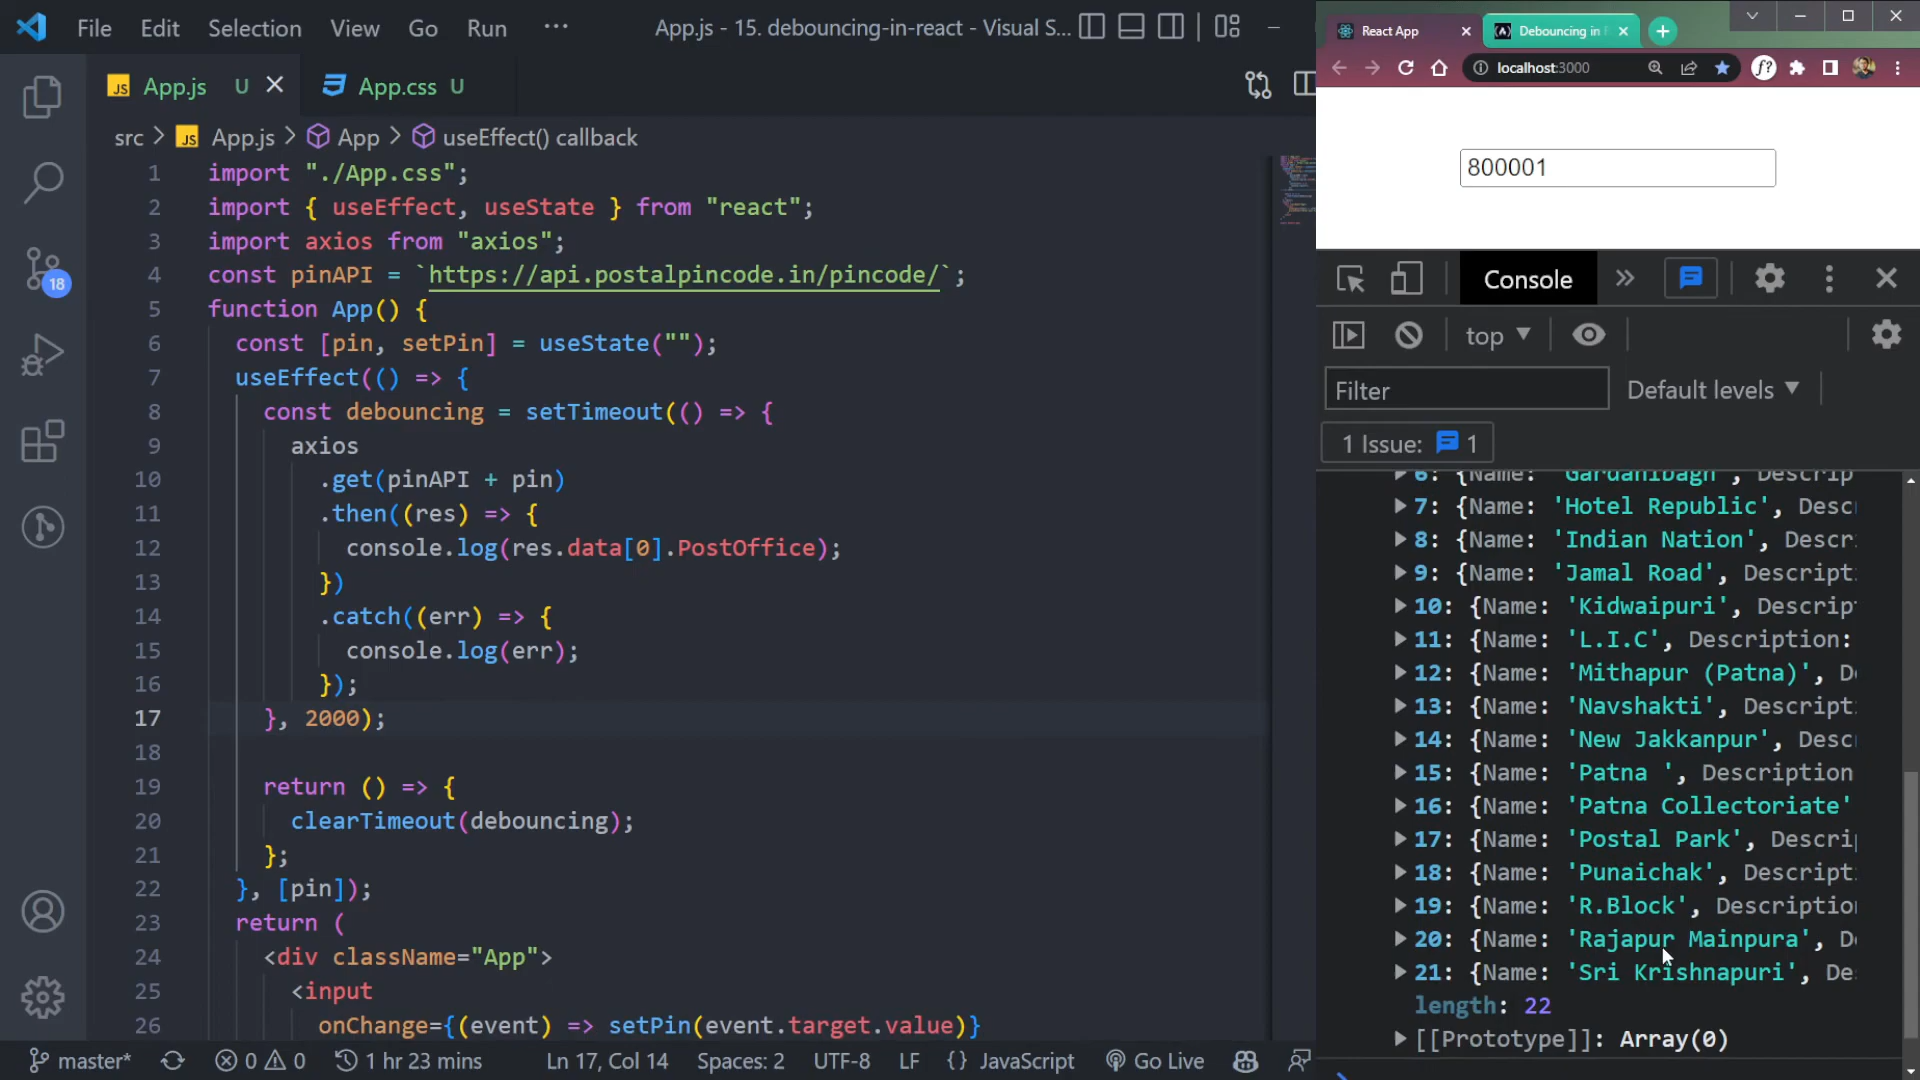 File Edit Selection View Go Run ··· App.js - 15. debouncing-in-react - Visual S...
JS App.js U
App.css U
src > JS App.js > App > useEffect() callback
1 import "./App.css";
2 import { useEffect, useState } from "react";
3 import axios from "axios";
4 const pinAPI = `https://api.postalpincode.in/pincode/`;
5 function App() {
6 const [pin, setPin] = useState("");
7 useEffect(() => {
8 const debouncing = setTimeout(() => {
9 axios
10 .get(pinAPI + pin)
11 .then((res) => {
12 console.log(res.data[0].PostOffice);
13 })
14 .catch((err) => {
15 console.log(err);
16 });
17 }, 2000);
18
19 return () => {
20 clearTimeout(debouncing);
21 };
22 }, [pin]);
23 return (
24 <div className="App">
25 <input
26 onChange={(event) => setPin(event.target.value)}
18
master* 0 0 1 hr 23 mins Ln 17, Col 14 Spaces: 2 UTF-8 LF {} JavaScript Go Live
React App
Debouncing in
localhost:3000
f?
800001
Console
top
Filter
Default levels
1 Issue: 1
6: {Name: 'Gardanibagh', Descrip
7: {Name: 'Hotel Republic', Desc
8: {Name: 'Indian Nation', Descr
9: {Name: 'Jamal Road', Descript
10: {Name: 'Kidwaipuri', Descrip
11: {Name: 'L.I.C', Description:
12: {Name: 'Mithapur (Patna)', D
13: {Name: 'Navshakti', Descript
14: {Name: 'New Jakkanpur', Desc
15: {Name: 'Patna ', Description
16: {Name: 'Patna Collectoriate'
17: {Name: 'Postal Park', Descri
18: {Name: 'Punaichak', Descript
19: {Name: 'R.Block', Descriptio
20: {Name: 'Rajapur Mainpura', D
21: {Name: 'Sri Krishnapuri', De
length: 22
[[Prototype]]: Array(0)